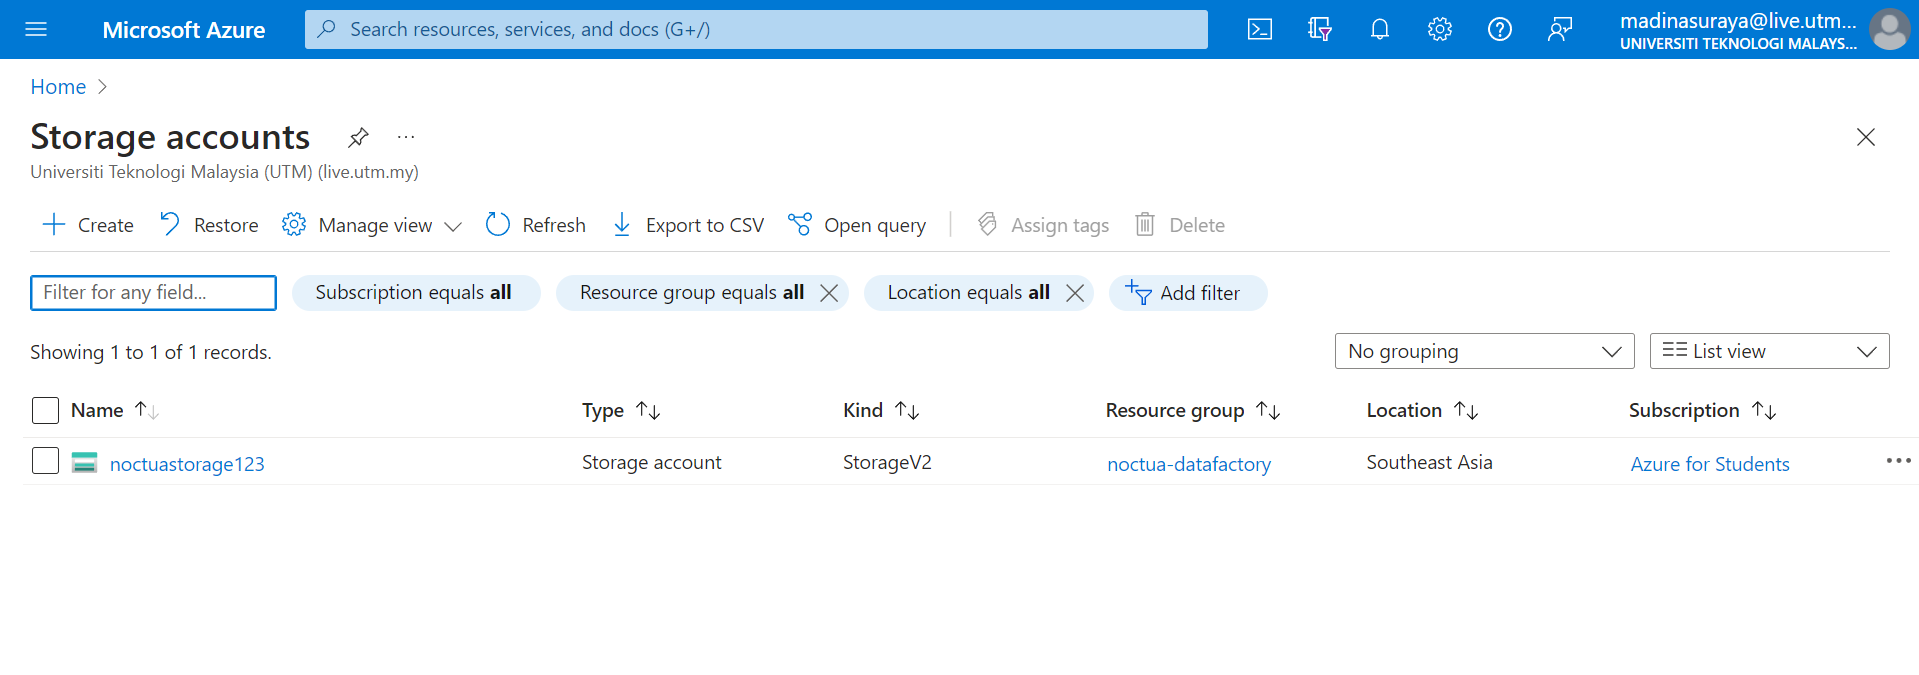 Microsoft Azure
Search resources, services, and docs (G+/)
madinasuraya@live.utm...
UNIVERSITI TEKNOLOGI MALAYS...
Home
Storage accounts
Universiti Teknologi Malaysia (UTM) (live.utm.my)
Create Restore Manage view Refresh Export to CSV Open query Assign tags Delete
Filter for any field... Subscription equals all Resource group equals all Location equals all Add filter
Showing 1 to 1 of 1 records. No grouping List view
Name Type Kind Resource group Location Subscription
noctuastorage123 Storage account StorageV2 noctua-datafactory Southeast Asia Azure for Students